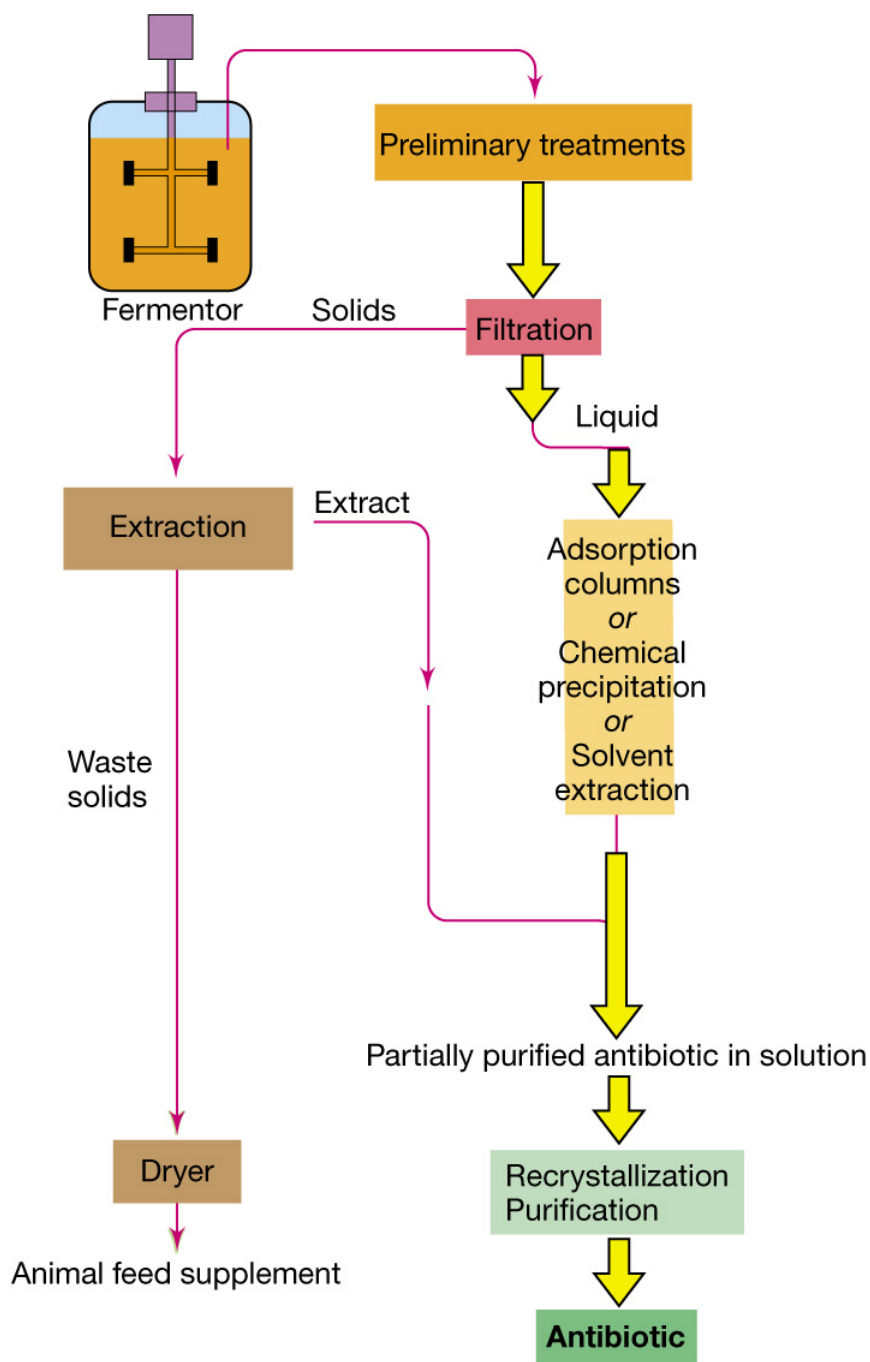 Preliminary treatments
Fermentor
Solids
Filtration
Liquid
Extraction
Extract
Adsorption
columns
or
Chemical
precipitation
or
Solvent
extraction
Waste
solids
Partially purified antibiotic in solution
Dryer
Recrystallization
Purification
Animal feed supplement
Antibiotic